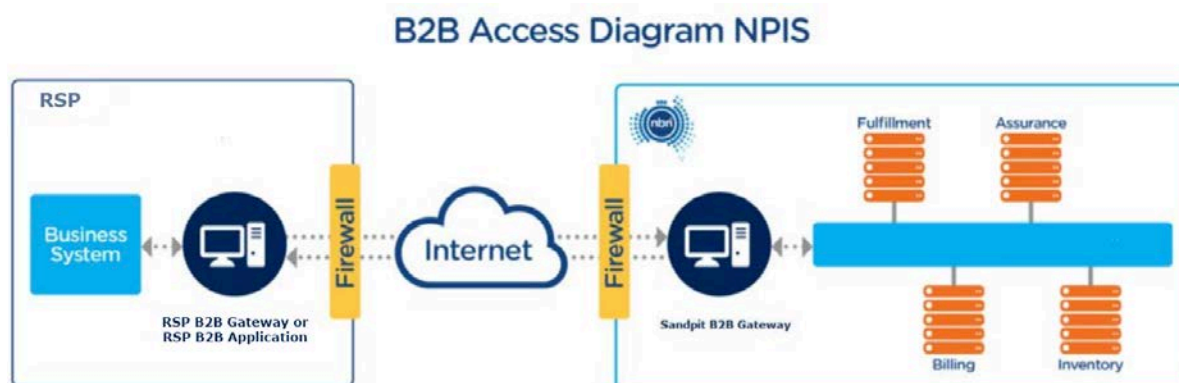 B2B Access Diagram NPIS
RSP
Business
System
RSP B2B Gateway or
RSP B2B Application
Firewall
Internet
Firewall
nbn
Sandpit B2B Gateway
Fulfillment
Assurance
Billing
Inventory